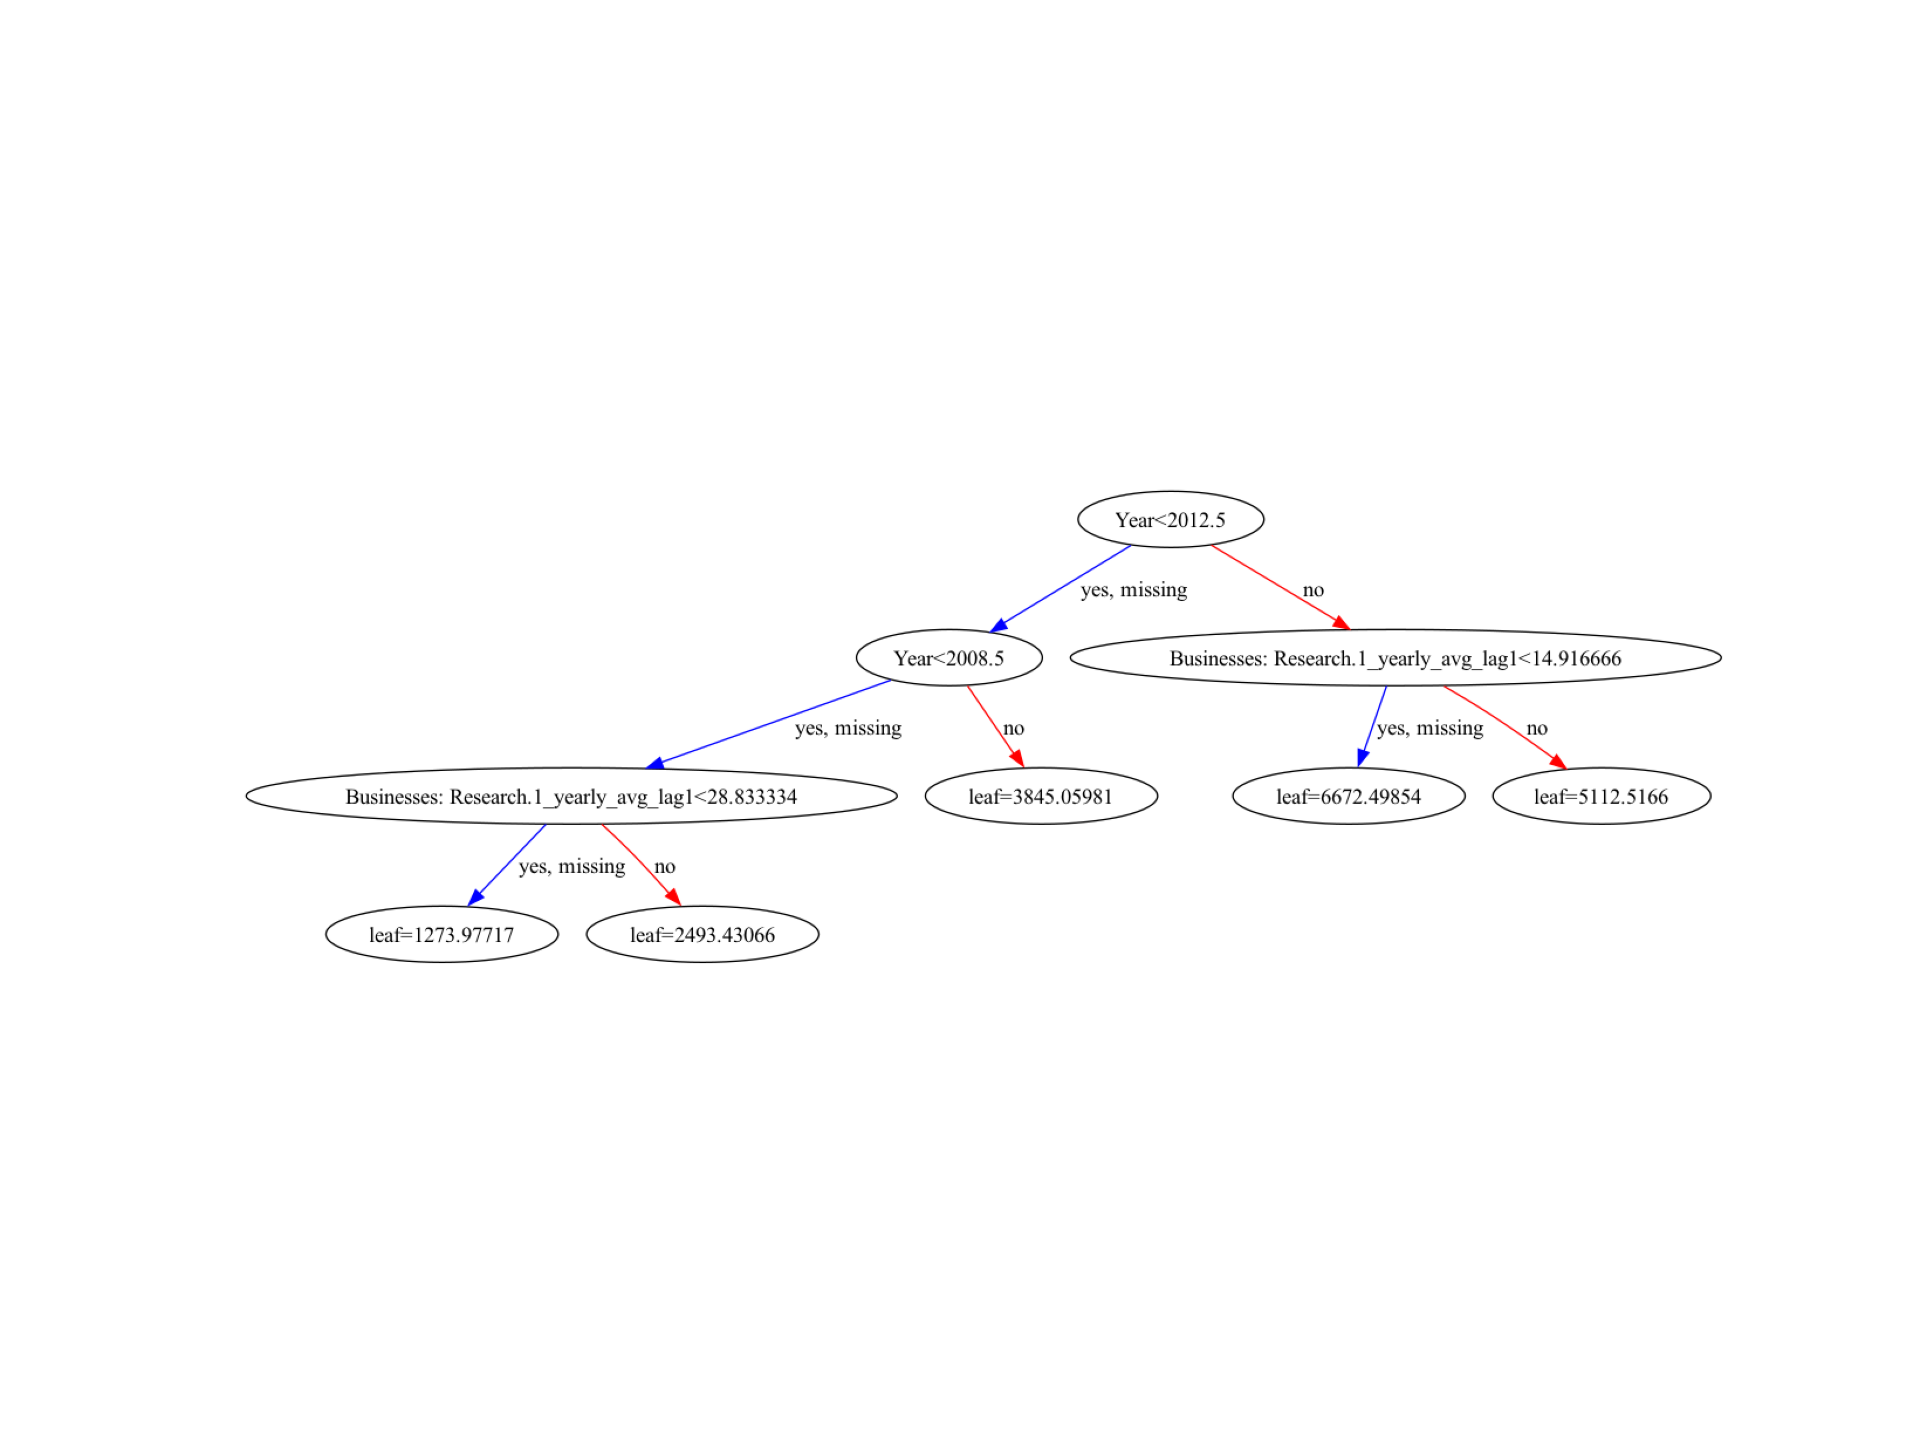 Year<2012.5
yes, missing
no
Year<2008.5
Businesses: Research.1_yearly_avg_lag1<14.916666
yes, missing
no
yes, missing
no
Businesses: Research.1_yearly_avg_lag1<28.833334
leaf=3845.05981
leaf=6672.49854
leaf=5112.5166
yes, missing
no
leaf=1273.97717
leaf=2493.43066